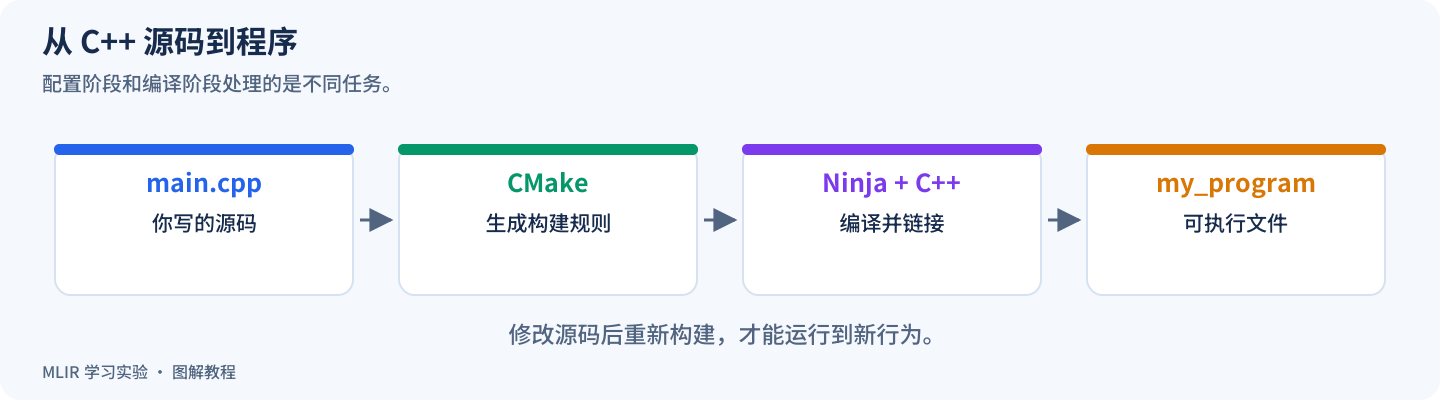 从 C++ 源码到程序
配置阶段和编译阶段处理的是不同任务。
main.cpp
你写的源码
CMake
生成构建规则
Ninja + C++
编译并链接
my_program
可执行文件
修改源码后重新构建，才能运行到新行为。
MLIR 学习实验 · 图解教程